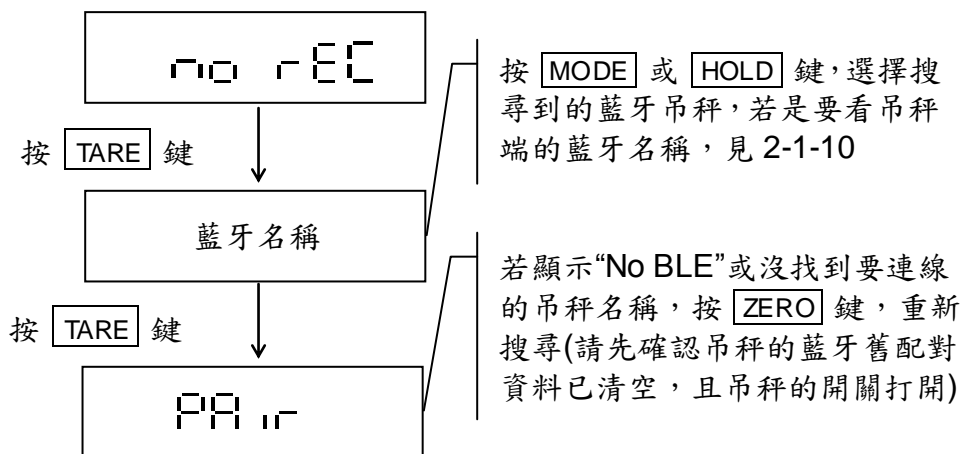 no rEC
按 TARE 鍵
藍牙名稱
按 TARE 鍵
PAir
按 MODE 或 HOLD 鍵，選擇搜
尋到的藍牙吊秤，若是要看吊秤
端的藍牙名稱，見 2-1-10
若顯示“No BLE”或沒找到要連線
的吊秤名稱，按 ZERO 鍵，重新
搜尋(請先確認吊秤的藍牙舊配對
資料已清空，且吊秤的開關打開)